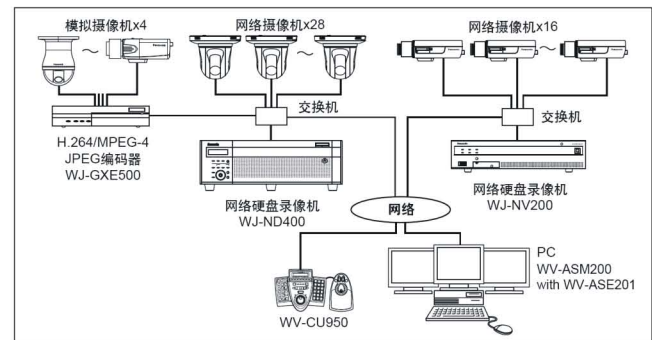 模拟摄像机x4
网络摄像机x28
网络摄像机x16
交换机
交换机
H.264/MPEG-4
JPEG编码器
WJ-GXE500
网络硬盘录像机
WJ-ND400
网络硬盘录像机
WJ-NV200
网络
WV-CU950
PC
WV-ASM200
with WV-ASE201